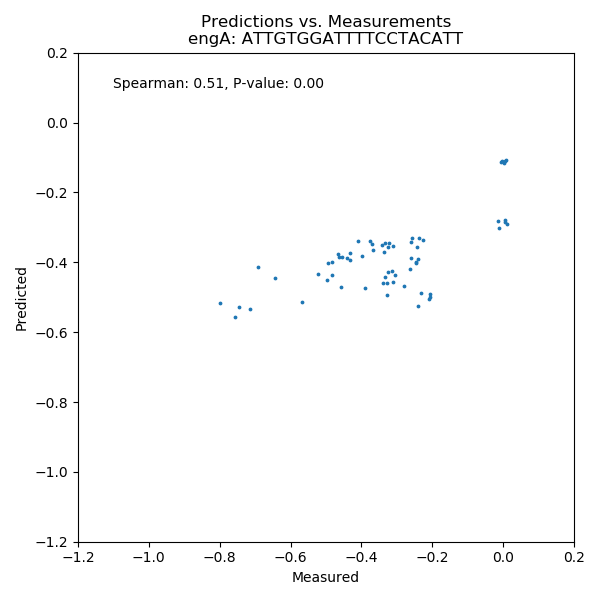 Predictions vs. Measurements
engA: ATTGTGGATTTTCCTACATT
Spearman: 0.51, P-value: 0.00
0.2
0.0
−0.2
−0.4
−0.6
−0.8
−1.0
−1.2
Predicted
−1.2 −1.0 −0.8 −0.6 −0.4 −0.2 0.0 0.2
Measured